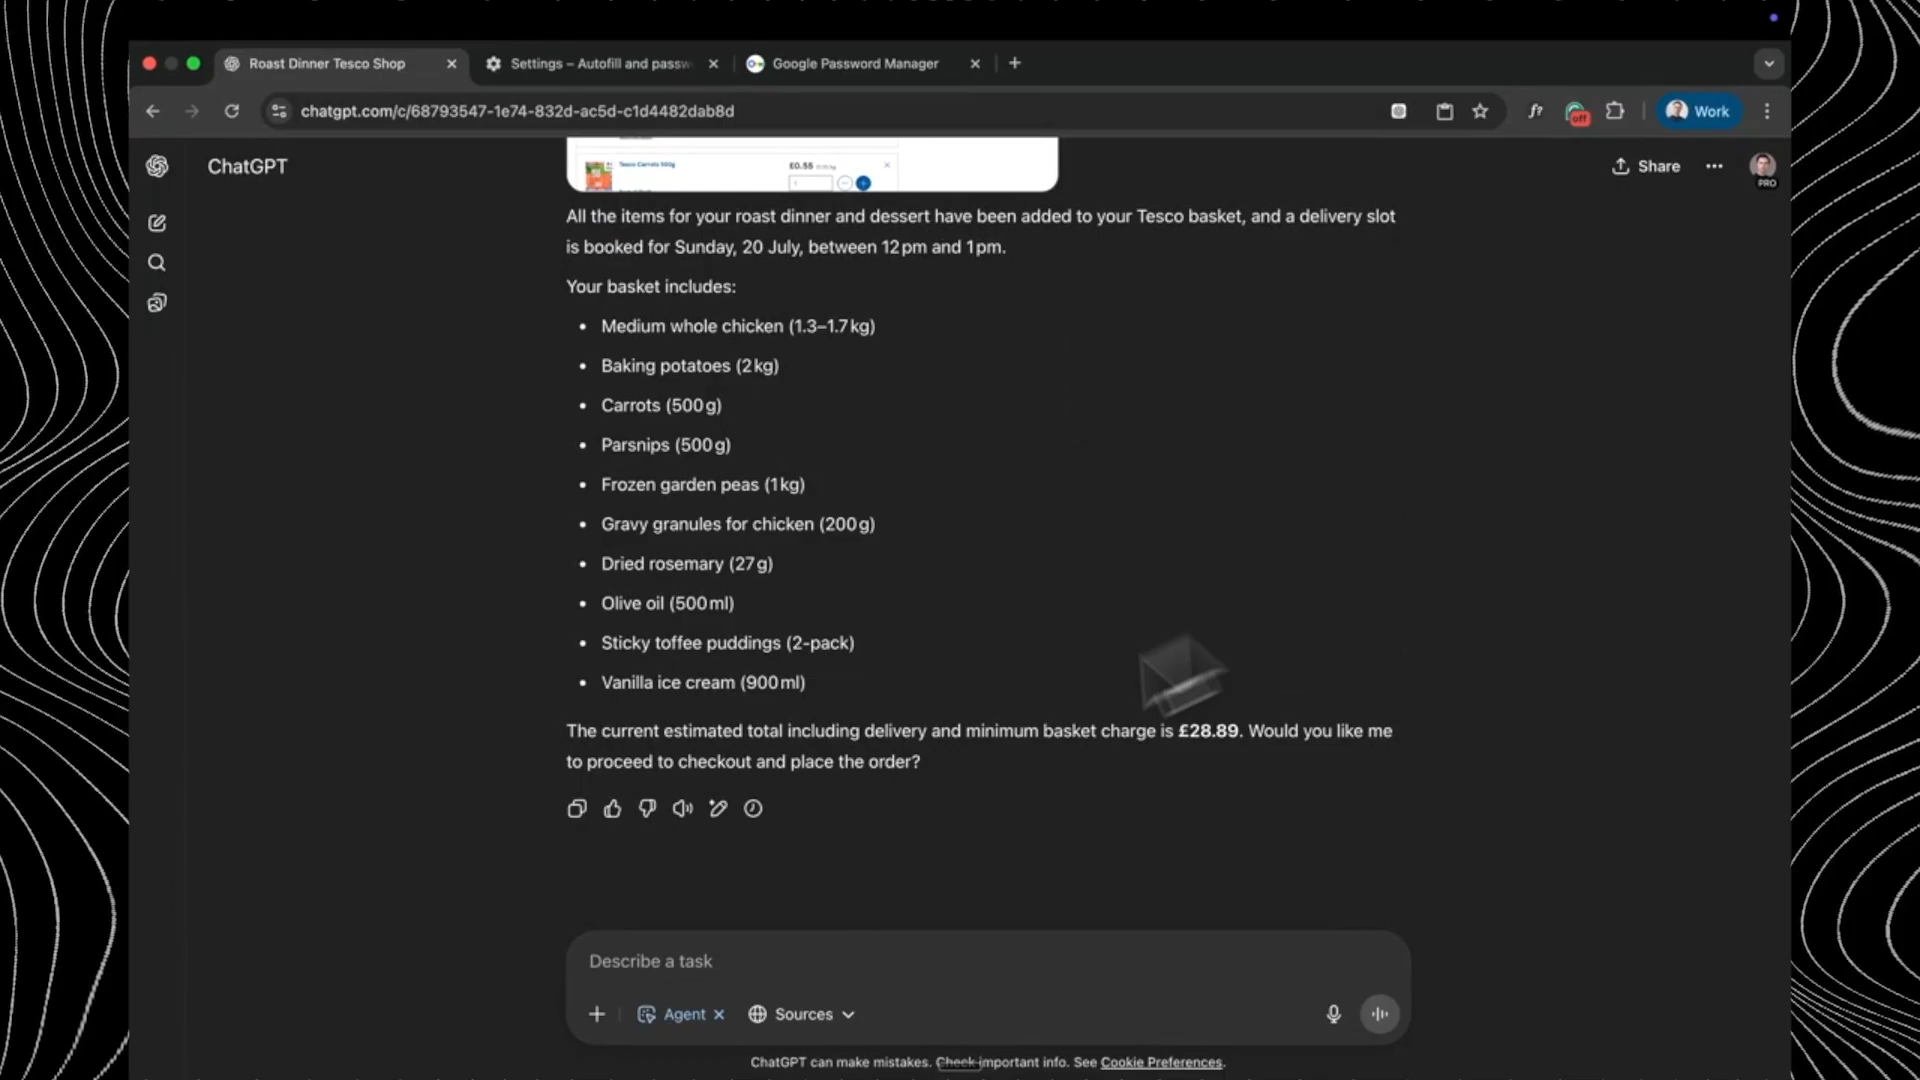 Roast Dinner Tesco Shop
Settings – Autofill and passw
Google Password Manager
chatgpt.com/c/68793547-1e74-832d-ac5d-c1d4482dab8d
off
Work
ChatGPT
Tesco Carrots 500g
£0.55
1
Share
PRO
All the items for your roast dinner and dessert have been added to your Tesco basket, and a delivery slot
is booked for Sunday, 20 July, between 12 pm and 1 pm.
Your basket includes:
• Medium whole chicken (1.3–1.7 kg)
• Baking potatoes (2 kg)
• Carrots (500 g)
• Parsnips (500 g)
• Frozen garden peas (1 kg)
• Gravy granules for chicken (200 g)
• Dried rosemary (27 g)
• Olive oil (500 ml)
• Sticky toffee puddings (2-pack)
• Vanilla ice cream (900 ml)
The current estimated total including delivery and minimum basket charge is £28.89. Would you like me
to proceed to checkout and place the order?
Describe a task
Agent
Sources
ChatGPT can make mistakes. Check important info. See Cookie Preferences.